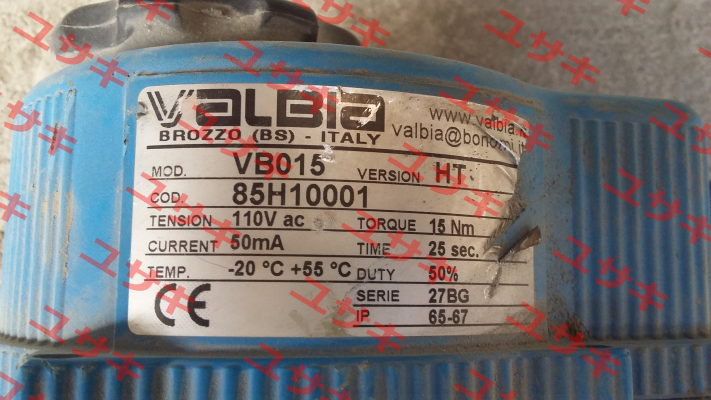 VALBIA
BROZZO (BS) - ITALY
www.valbia.it
valbia@bonomi.it
MOD. VB015 VERSION HT
COD. 85H10001
TENSION 110V ac TORQUE 15 Nm
CURRENT 50mA TIME 25 sec.
TEMP. -20 °C +55 °C DUTY 50%
SERIE 27BG
CE IP 65-67
ユサキ